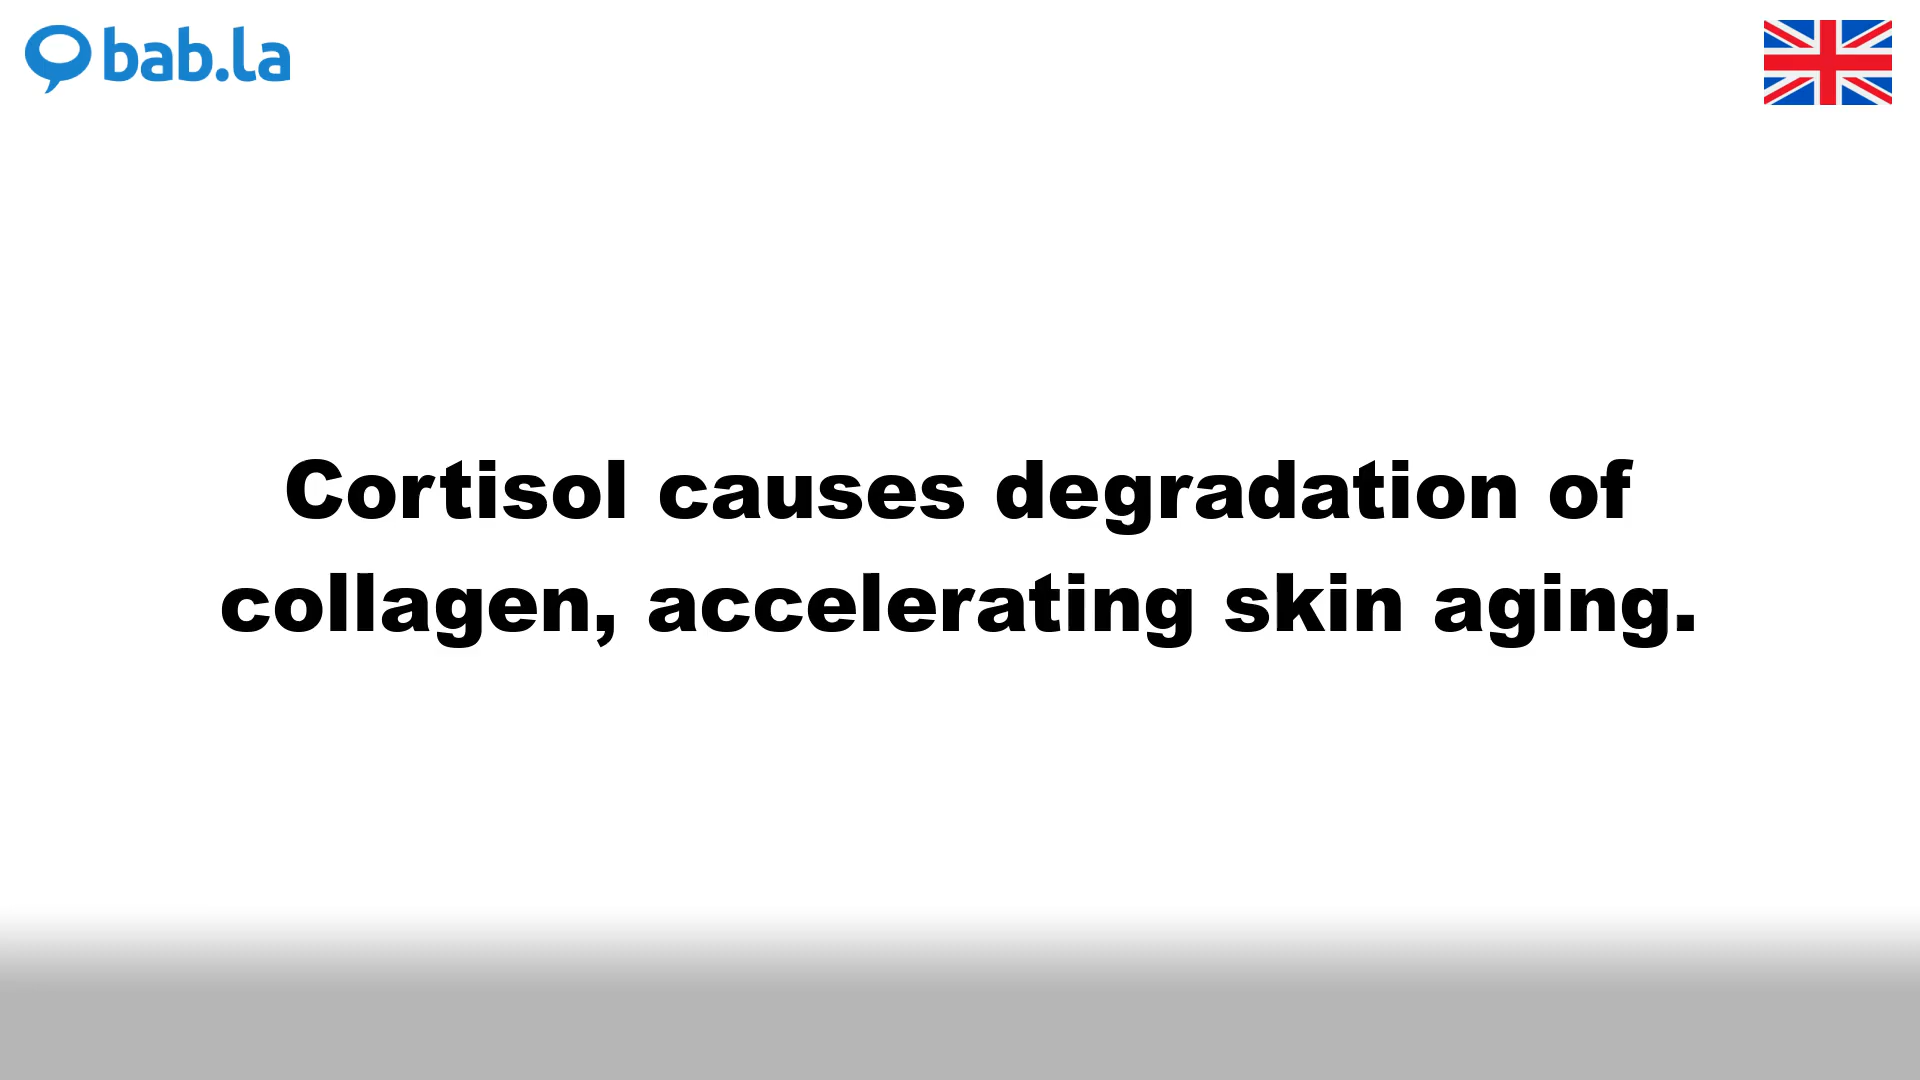 bab.la
Cortisol causes degradation of
collagen, accelerating skin aging.